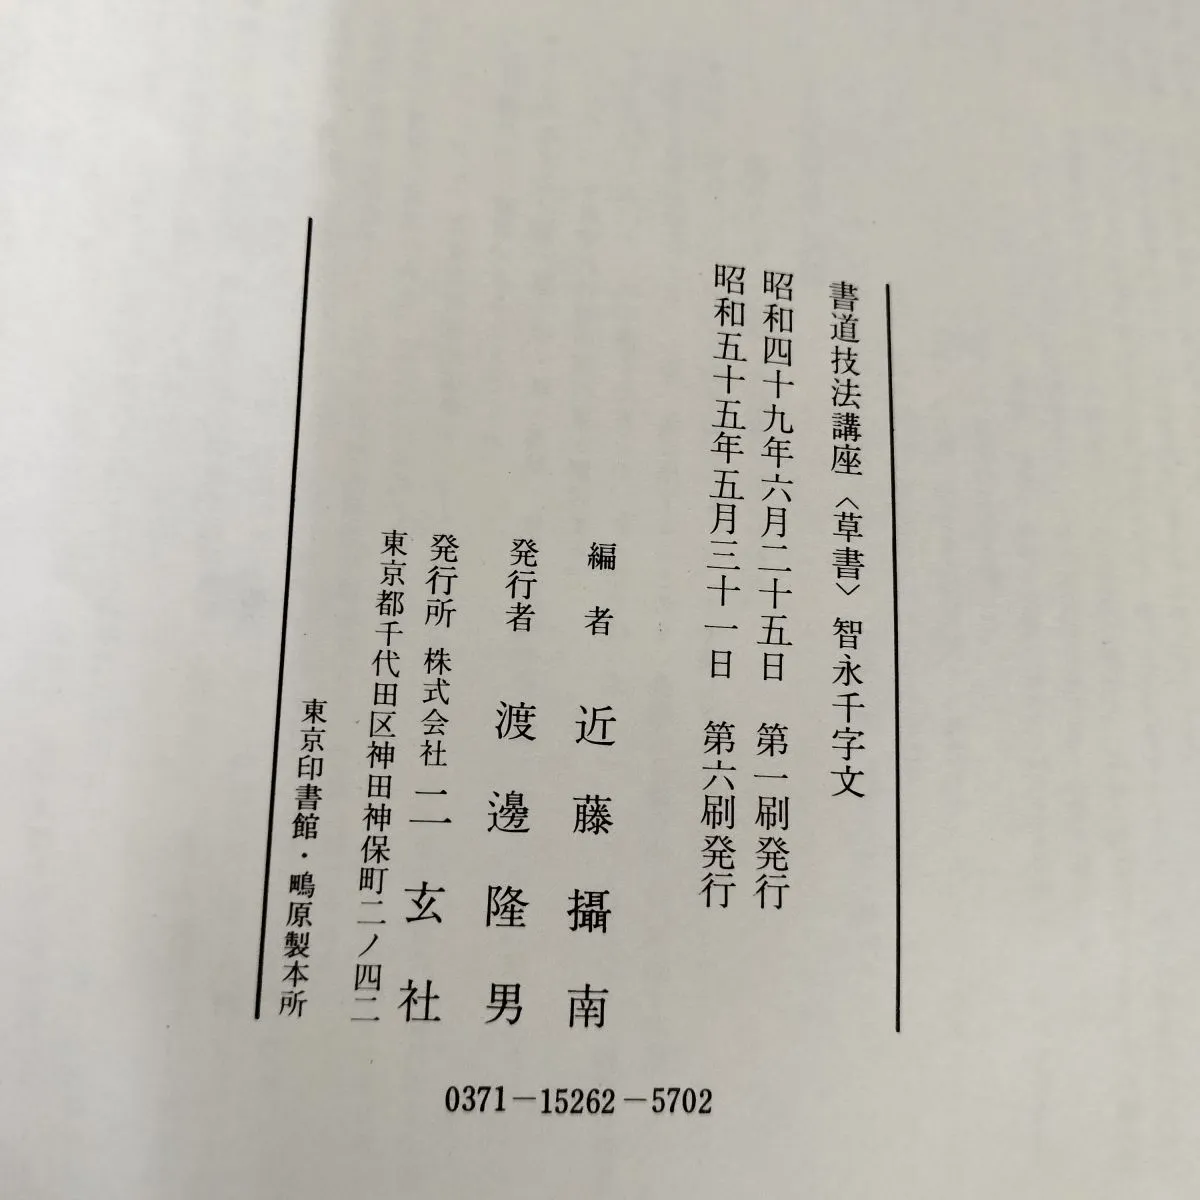 書道技法講座〈草書〉智永千字文
昭和四十九年六月二十五日 第一刷発行
昭和五十五年五月三十一日 第六刷発行
編者 近藤攝南
発行者 渡邊隆男
発行所 株式会社 二玄社
東京都千代田区神田神保町二ノ四二
東京印書館・鴫原製本所
0371-15262-5702